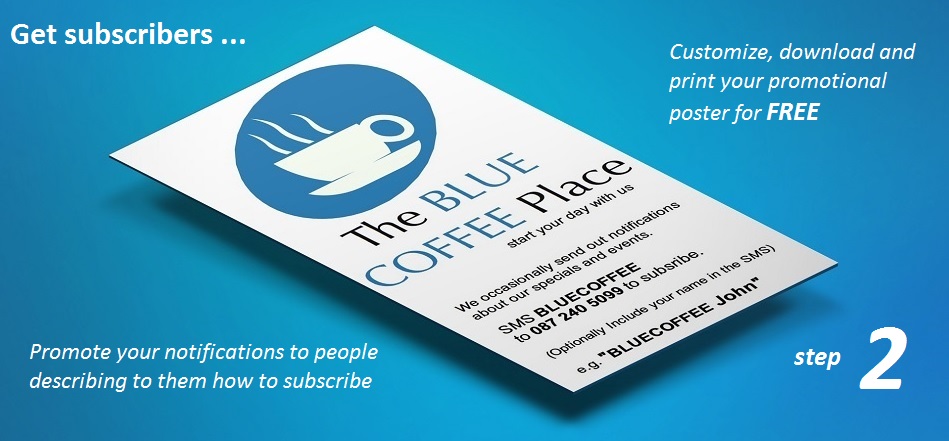 Get subscribers ...
Customize, download and
print your promotional
poster for FREE
The BLUE
COFFEE Place
start your day with us
We occasionally send out notifications
about our specials and events.
SMS BLUECOFFEE
to 087 240 5099 to subsribe.
(Optionally Include your name in the SMS)
e.g. "BLUECOFFEE John"
Promote your notifications to people
describing to them how to subscribe
step 2